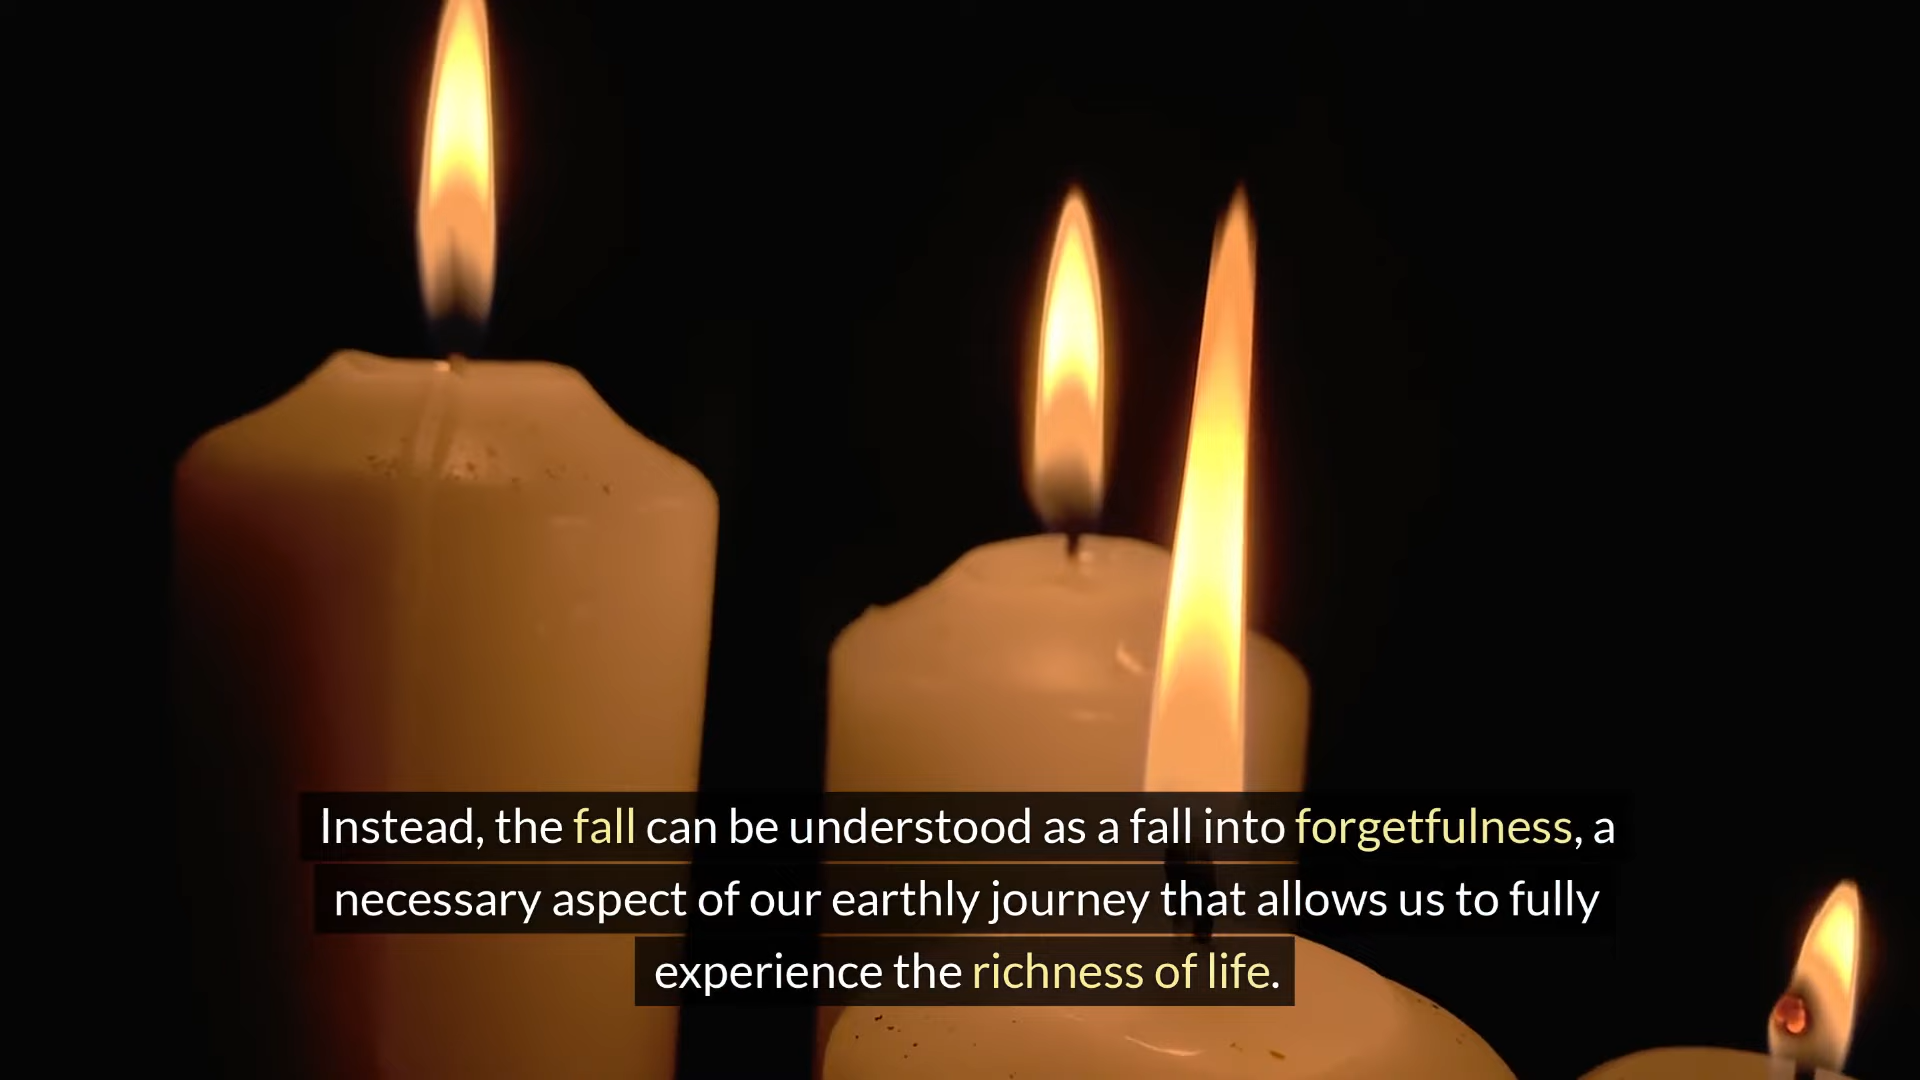 Instead, the fall can be understood as a fall into forgetfulness, a
necessary aspect of our earthly journey that allows us to fully
experience the richness of life.